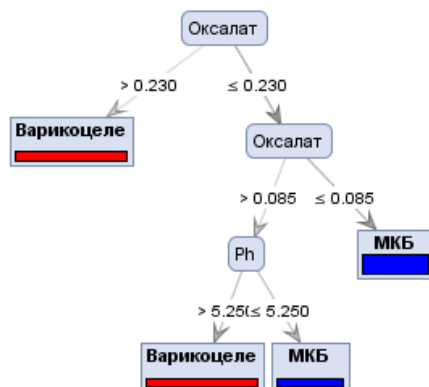 Оксалат
> 0.230 ≤ 0.230
Варикоцеле
Оксалат
> 0.085 ≤ 0.085
Ph
МКБ
> 5.25( ≤ 5.250
Варикоцеле
МКБ